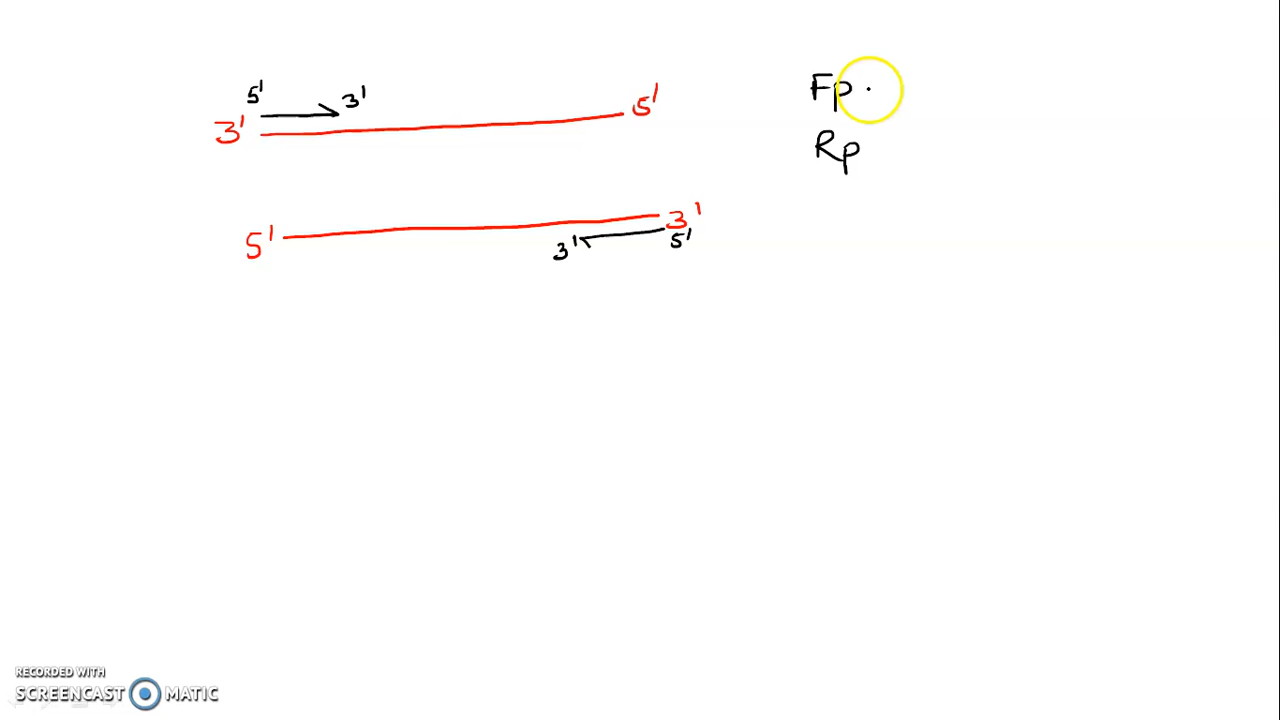 5' 3'
3' 5'
5' 3'
3' 5'
Fp
Rp
RECORDED WITH
SCREENCAST MATIC